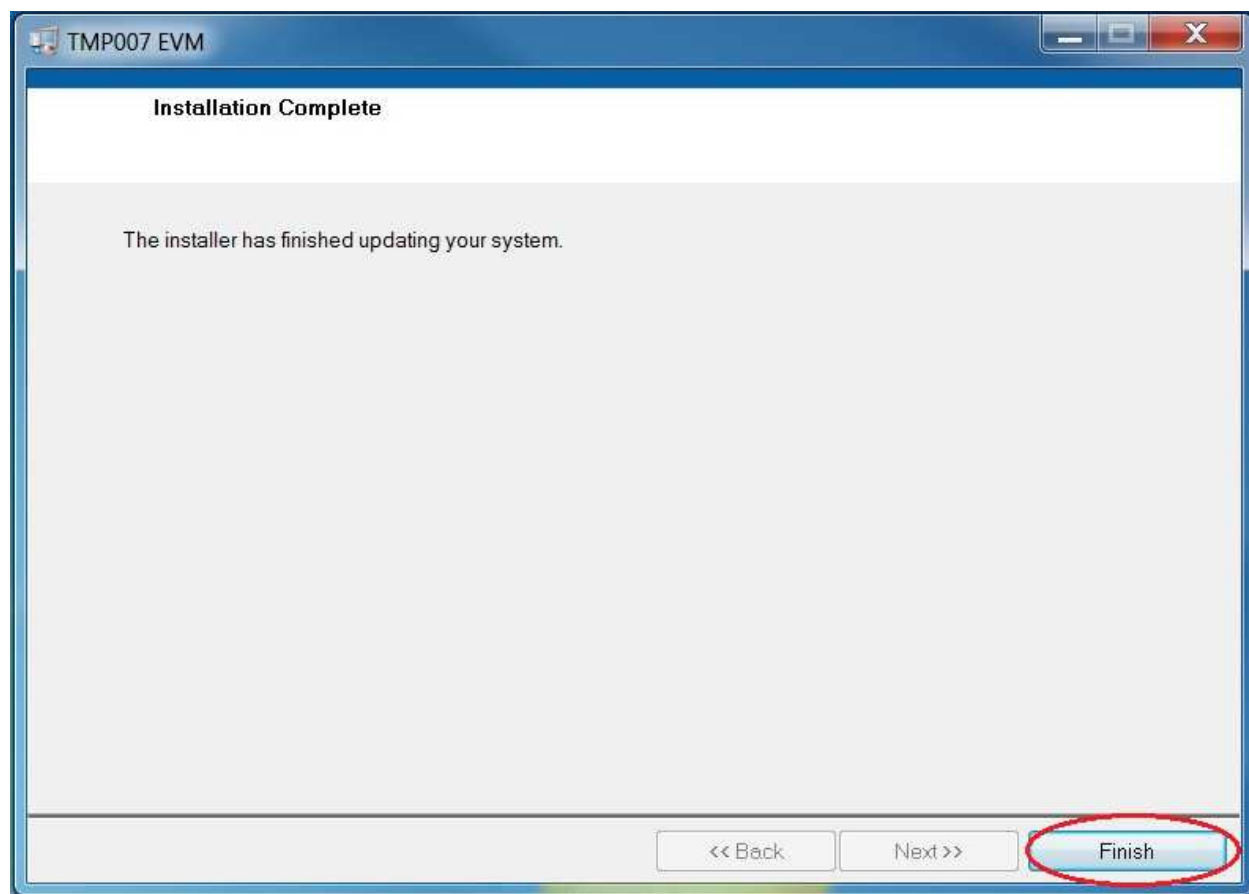 TMP007 EVM
Installation Complete
The installer has finished updating your system.
<< Back
Next >>
Finish